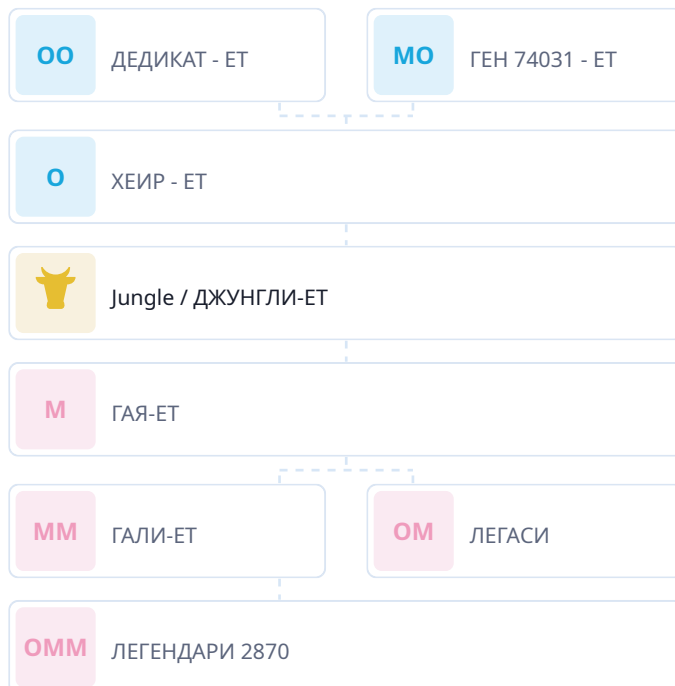 ОО ДЕДИКАТ - ЕТ
МО ГЕН 74031 - ЕТ
О ХЕИР - ЕТ
Jungle / ДЖУНГЛИ-ЕТ
М ГАЯ-ЕТ
ММ ГАЛИ-ЕТ
ОМ ЛЕГАСИ
ОММ ЛЕГЕНДАРИ 2870